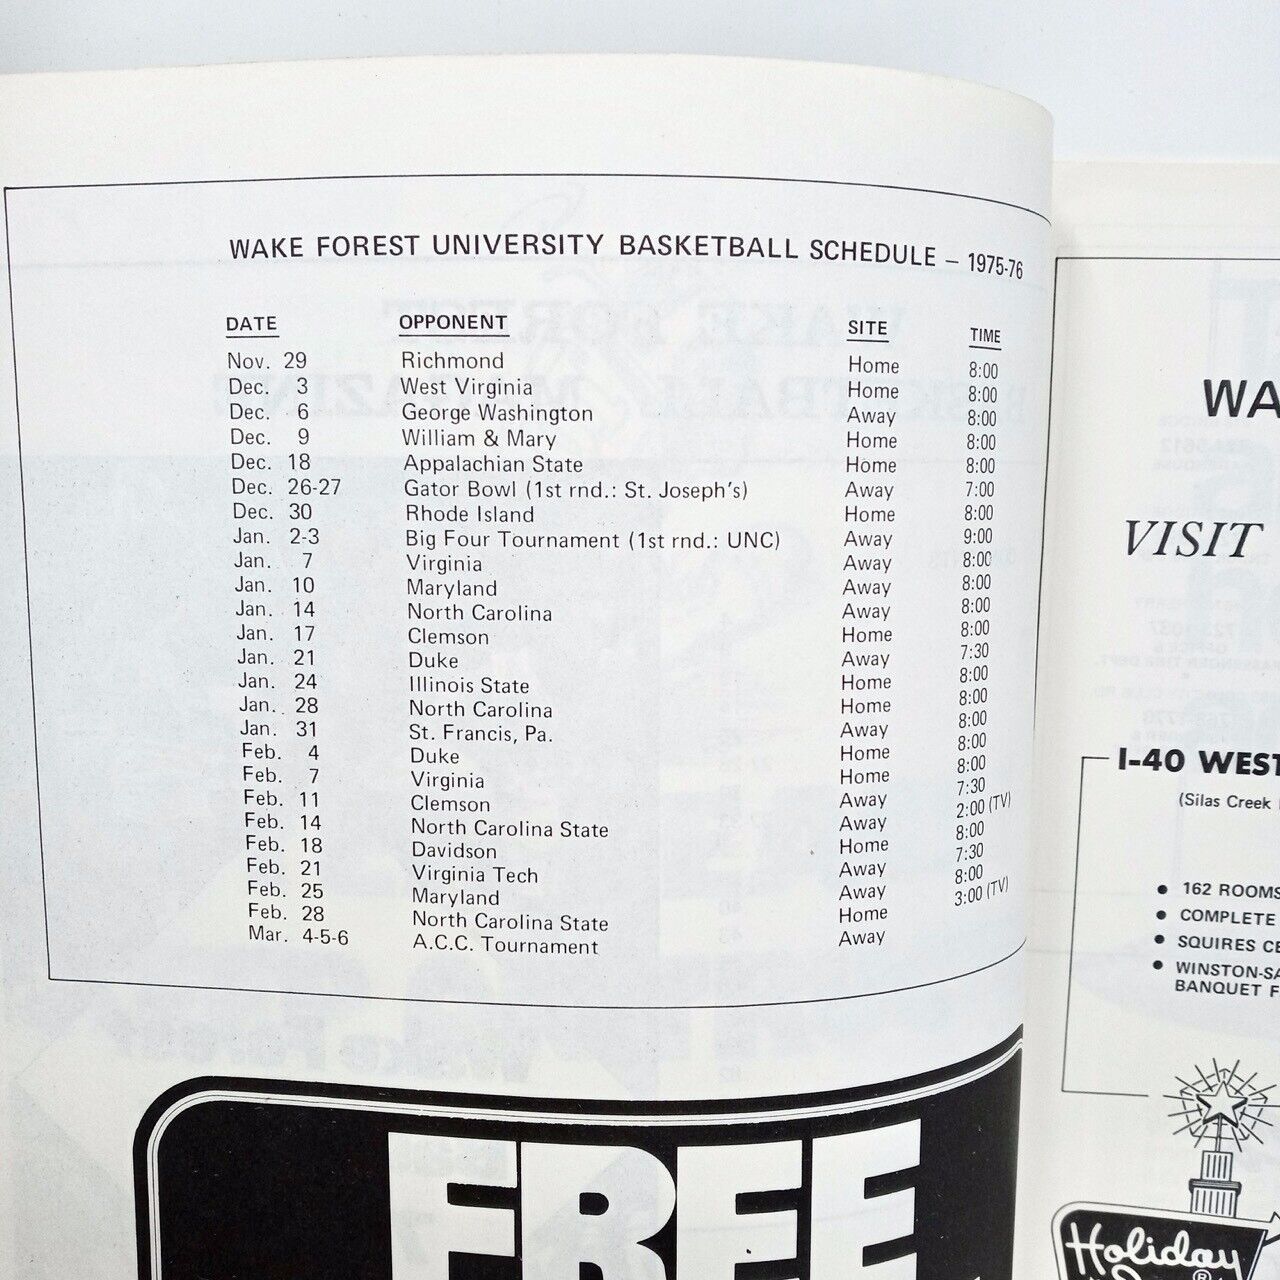 WAKE FOREST UNIVERSITY BASKETBALL SCHEDULE – 1975-76
DATE OPPONENT SITE TIME
Nov. 29 Richmond Home 8:00
Dec. 3 West Virginia Home 8:00
Dec. 6 George Washington Away 8:00
Dec. 9 William & Mary Home 8:00
Dec. 18 Appalachian State Home 8:00
Dec. 26-27 Gator Bowl (1st rnd.: St. Joseph's) Away 7:00
Dec. 30 Rhode Island Home 8:00
Jan. 2-3 Big Four Tournament (1st rnd.: UNC) Away 9:00
Jan. 7 Virginia Away 8:00
Jan. 10 Maryland Away 8:00
Jan. 14 North Carolina Away 8:00
Jan. 17 Clemson Home 8:00
Jan. 21 Duke Away 7:30
Jan. 24 Illinois State Home 8:00
Jan. 28 North Carolina Home 8:00
Jan. 31 St. Francis, Pa. Away 8:00
Feb. 4 Duke Home 8:00
Feb. 7 Virginia Home 8:00
Feb. 11 Clemson Away 7:30
Feb. 14 North Carolina State Away 2:00 (TV)
Feb. 18 Davidson Home 8:00
Feb. 21 Virginia Tech Away 7:30
Feb. 25 Maryland Away 8:00
Feb. 28 North Carolina State Home 3:00 (TV)
Mar. 4-5-6 A.C.C. Tournament Away
FREE
WA
VISIT
I-40 WEST
(Silas Creek
• 162 ROOMS
• COMPLETE
• SQUIRES CE
• WINSTON-SA
BANQUET F
Holiday